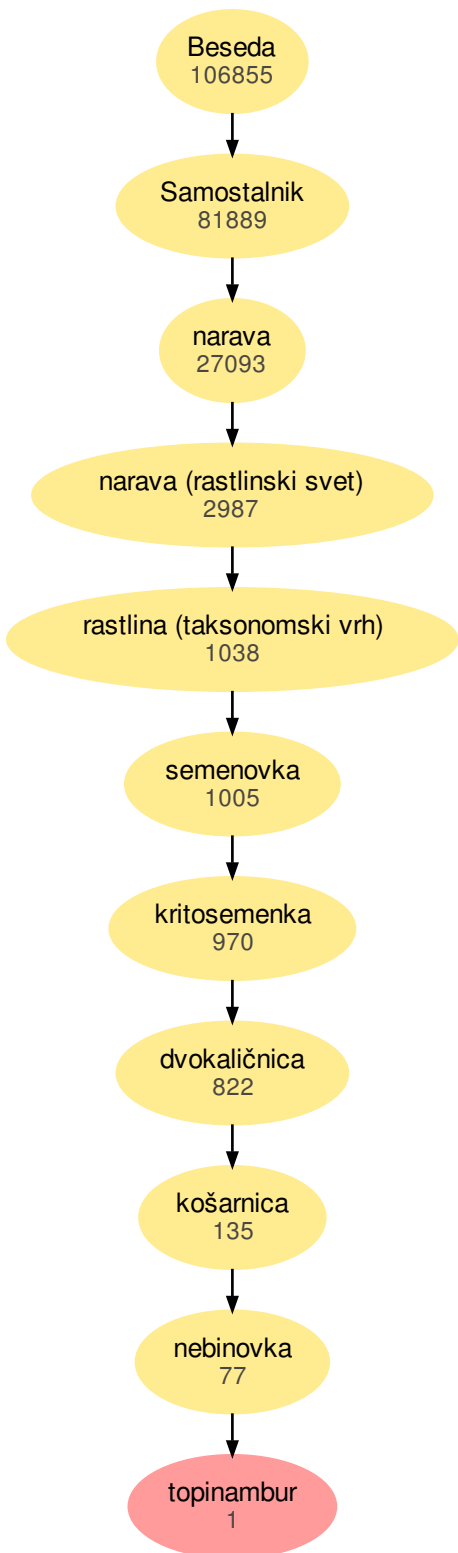 Beseda
106855
Samostalnik
81889
narava
27093
narava (rastlinski svet)
2987
rastlina (taksonomski vrh)
1038
semenovka
1005
kritosemenka
970
dvokaličnica
822
košarnica
135
nebinovka
77
topinambur
1